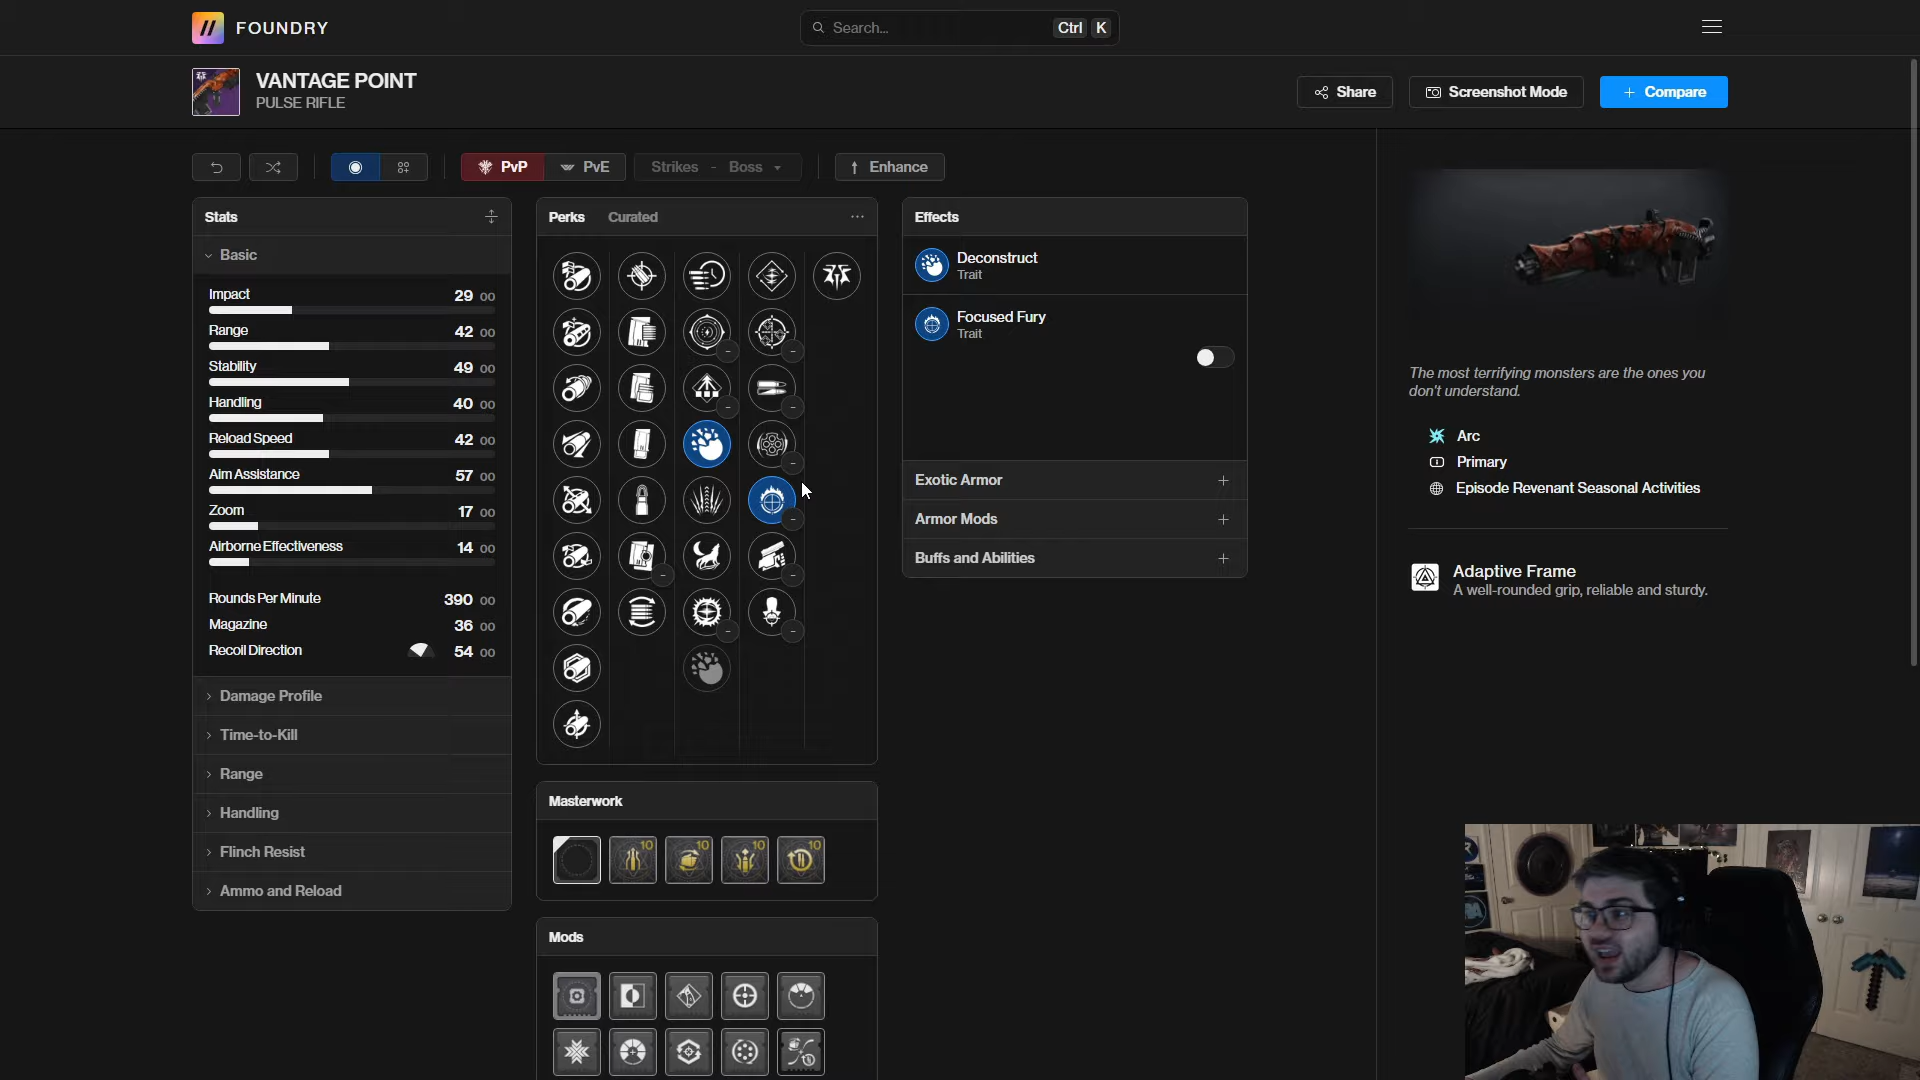 FOUNDRY
Search...
Ctrl K
VANTAGE POINT
PULSE RIFLE
Share
Screenshot Mode
+ Compare
PvP
PvE
Strikes - Boss
Enhance
Stats
Basic
Impact 29
Range 42
Stability 49
Handling 40
Reload Speed 42
Aim Assistance 57
Zoom 17
Airborne Effectiveness 14
Rounds Per Minute 390
Magazine 36
Recoil Direction 54
Damage Profile
Time-to-Kill
Range
Handling
Flinch Resist
Ammo and Reload
Perks Curated
Masterwork
10 10 10 10
Mods
Effects
Deconstruct
Trait
Focused Fury
Trait
Exotic Armor +
Armor Mods +
Buffs and Abilities +
The most terrifying monsters are the ones you
don't understand.
Arc
Primary
Episode Revenant Seasonal Activities
Adaptive Frame
A well-rounded grip, reliable and sturdy.